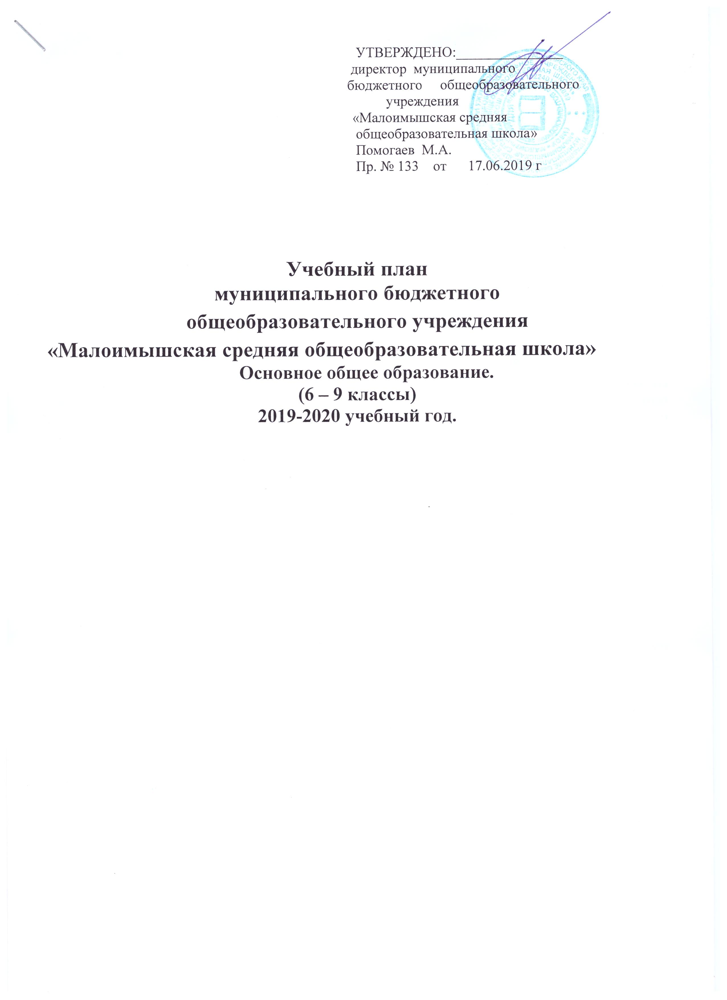 УТВЕРЖДЕНО:_______________
директор муниципального
бюджетного общеобразовательного
учреждения
«Малоимышская средняя
общеобразовательная школа»
Помогаев М.А.
Пр. № 133 от 17.06.2019 г
Учебный план
муниципального бюджетного
общеобразовательного учреждения
«Малоимышская средняя общеобразовательная школа»
Основное общее образование.
(6 – 9 классы)
2019-2020 учебный год.